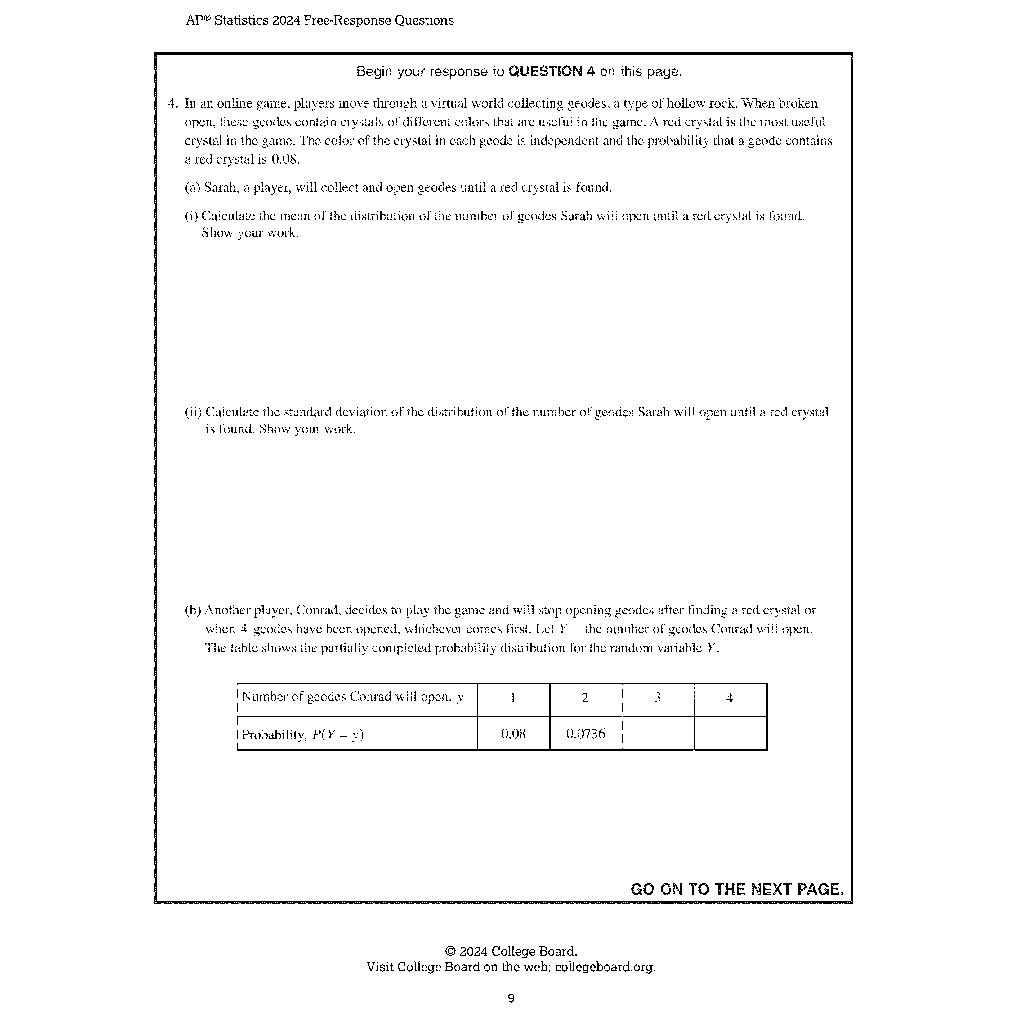 AP® Statistics 2024 Free-Response Questions
Begin your response to QUESTION 4 on this page.
4. In an online game, players move through a virtual world collecting geodes, a type of hollow rock. When broken
open, these geodes contain crystals of different colors that are useful in the game. A red crystal is the most useful
crystal in the game. The color of the crystal in each geode is independent and the probability that a geode contains
a red crystal is 0.08.
(a) Sarah, a player, will collect and open geodes until a red crystal is found.
(i) Calculate the mean of the distribution of the number of geodes Sarah will open until a red crystal is found.
Show your work.
(ii) Calculate the standard deviation of the distribution of the number of geodes Sarah will open until a red crystal
is found. Show your work.
(b) Another player, Conrad, decides to play the game and will stop opening geodes after finding a red crystal or
when 4 geodes have been opened, whichever comes first. Let Y = the number of geodes Conrad will open.
The table shows the partially completed probability distribution for the random variable Y.
Number of geodes Conrad will open, y 1 2 3 4
Probability, P(Y = y) 0.08 0.0736
GO ON TO THE NEXT PAGE.
© 2024 College Board.
Visit College Board on the web: collegeboard.org.
9